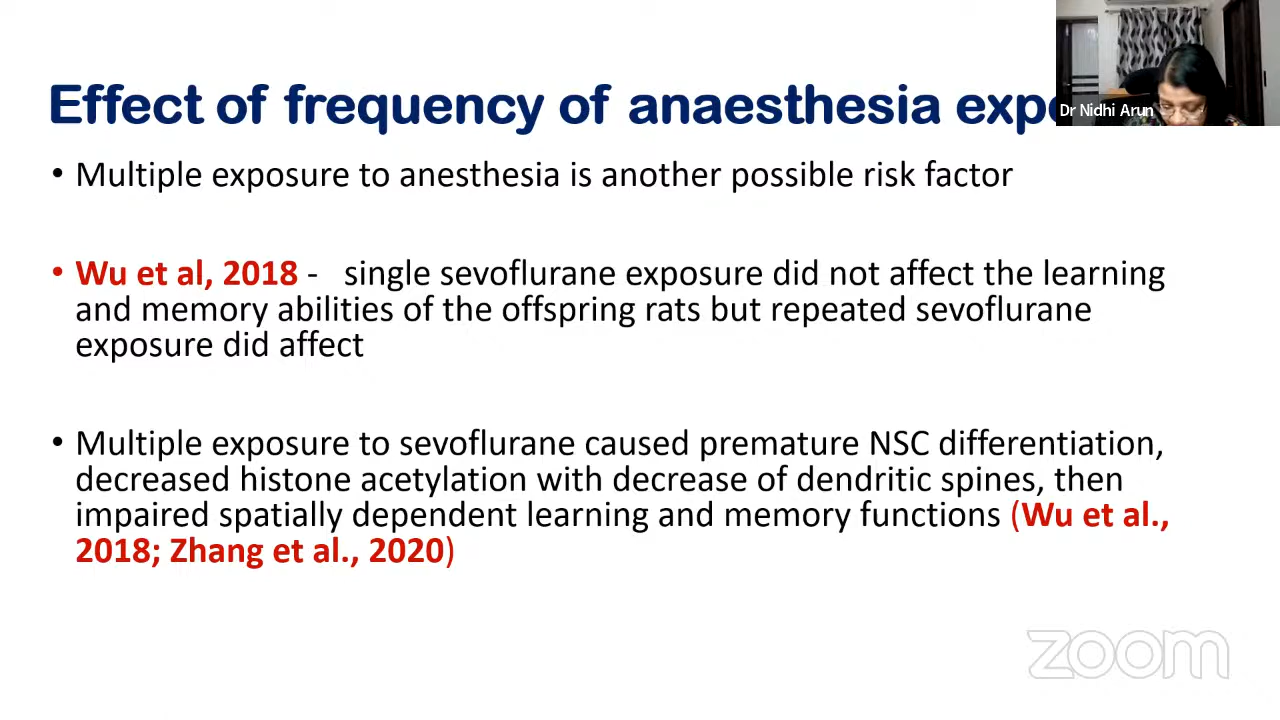 Effect of frequency of anaesthesia expo
Dr Nidhi Arun
• Multiple exposure to anesthesia is another possible risk factor
• Wu et al, 2018 - single sevoflurane exposure did not affect the learning
and memory abilities of the offspring rats but repeated sevoflurane
exposure did affect
• Multiple exposure to sevoflurane caused premature NSC differentiation,
decreased histone acetylation with decrease of dendritic spines, then
impaired spatially dependent learning and memory functions (Wu et al.,
2018; Zhang et al., 2020)
zoom